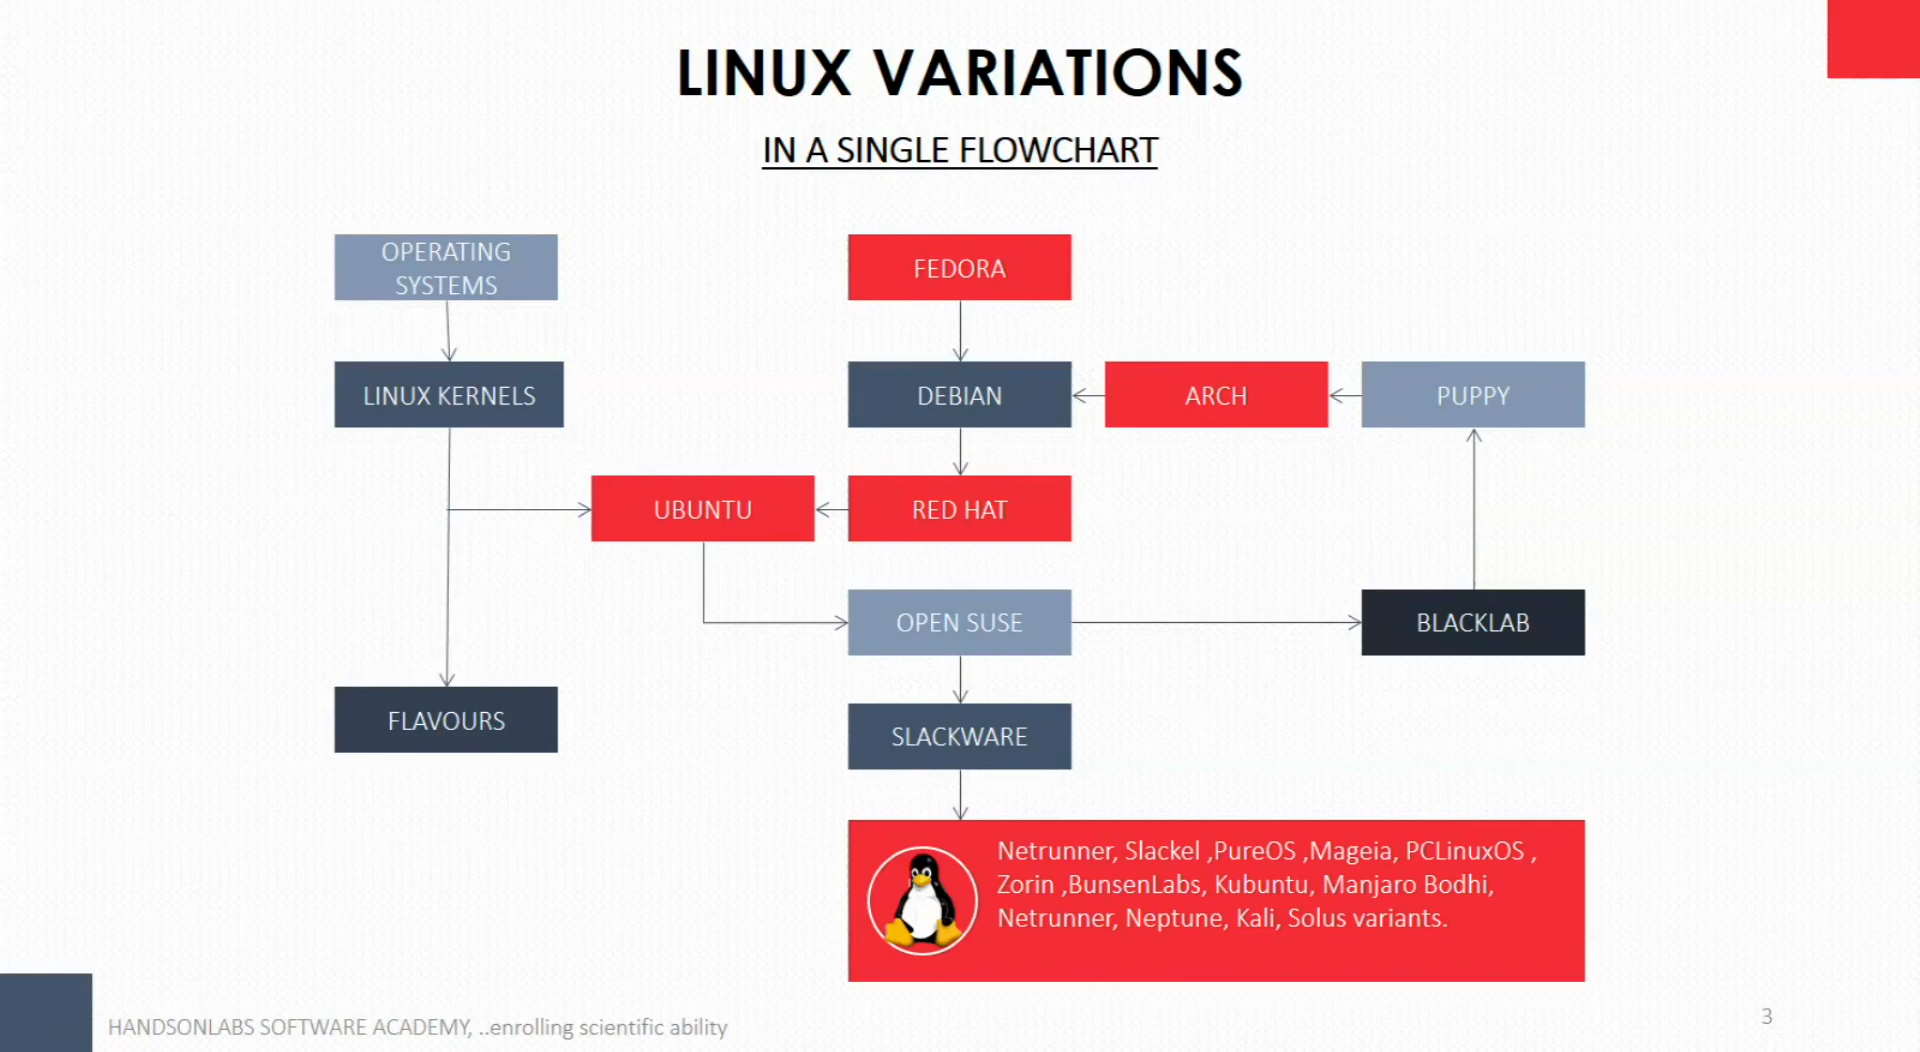 LINUX VARIATIONS
IN A SINGLE FLOWCHART
OPERATING
SYSTEMS
FEDORA
LINUX KERNELS
DEBIAN
ARCH
PUPPY
UBUNTU
RED HAT
OPEN SUSE
BLACKLAB
FLAVOURS
SLACKWARE
Netrunner, Slackel ,PureOS ,Mageia, PCLinuxOS ,
Zorin ,BunsenLabs, Kubuntu, Manjaro Bodhi,
Netrunner, Neptune, Kali, Solus variants.
HANDSONLABS SOFTWARE ACADEMY, ..enrolling scientific ability
3